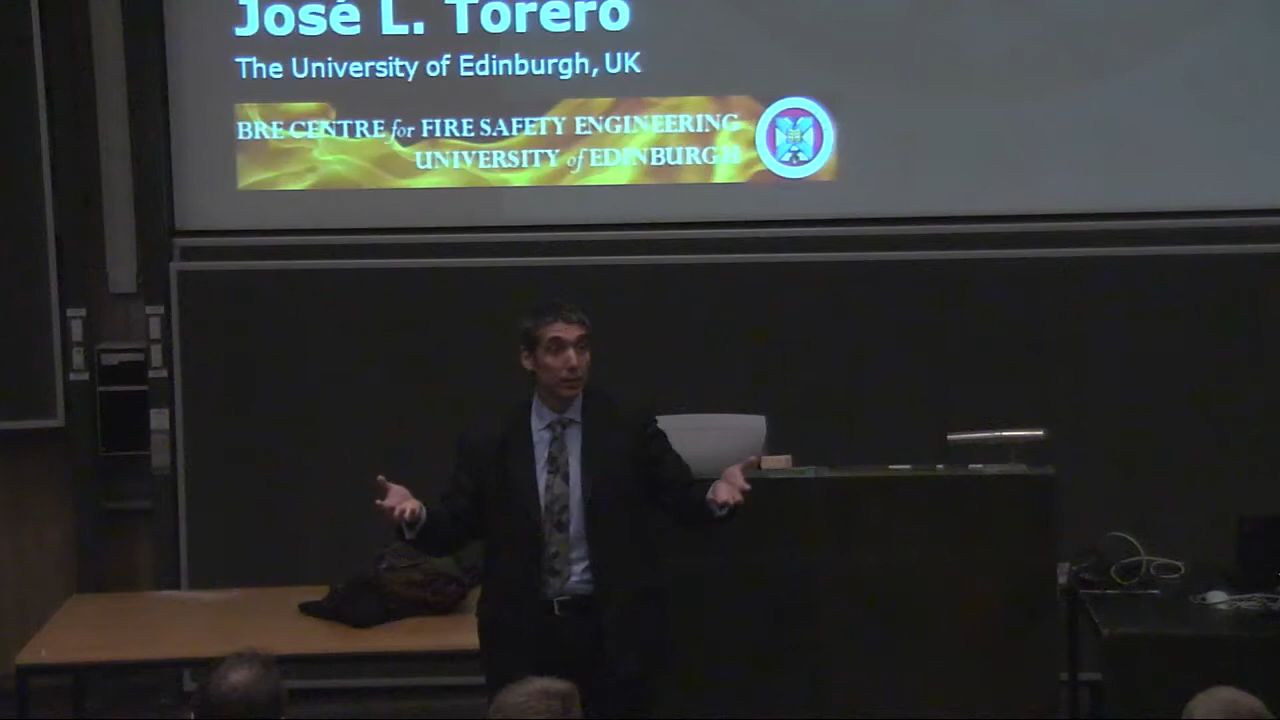 José L. Torero
The University of Edinburgh, UK
BRE CENTRE for FIRE SAFETY ENGINEERING
UNIVERSITY of EDINBURGH